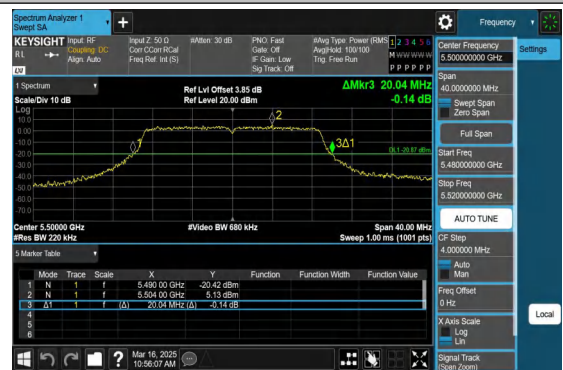 Spectrum Analyzer 1
Swept SA
Frequency
KEYSIGHT
Input: RF
Input Z: 50 Ω
#Atten: 30 dB
PNO: Fast
#Avg Type: Power (RMS
1 2 3 4 5 6
RL
Coupling: DC
Corr CCorr RCal
Gate: Off
Avg|Hold: 100/100
M W W W W W
Align: Auto
Freq Ref: Int (S)
IF Gain: Low
Trig: Free Run
P P P P P P
Sig Track: Off
LXI
1 Spectrum
Ref Lvl Offset 3.85 dB
ΔMkr3 20.04 MHz
Scale/Div 10 dB
Ref Level 20.00 dBm
-0.14 dB
Log
10.0
0.00
-10.0
-20.0
-30.0
-40.0
-50.0
-60.0
-70.0
1
2
3Δ1
DL1 -20.87 dBm
Center 5.50000 GHz
#Video BW 680 kHz
Span 40.00 MHz
#Res BW 220 kHz
Sweep 1.00 ms (1001 pts)
5 Marker Table
Mode Trace Scale X Y Function Function Width Function Value
1 N 1 f 5.490 00 GHz -20.42 dBm
2 N 1 f 5.504 00 GHz 5.13 dBm
3 Δ1 1 f (Δ) 20.04 MHz (Δ) -0.14 dB
4
5
6
Mar 16, 2025
10:56:07 AM
Center Frequency
5.500000000 GHz
Settings
Span
40.0000000 MHz
Swept Span
Zero Span
Full Span
Start Freq
5.480000000 GHz
Stop Freq
5.520000000 GHz
AUTO TUNE
CF Step
4.000000 MHz
Auto
Man
Freq Offset
0 Hz
Local
X Axis Scale
Log
Lin
Signal Track
(Span Zoom)